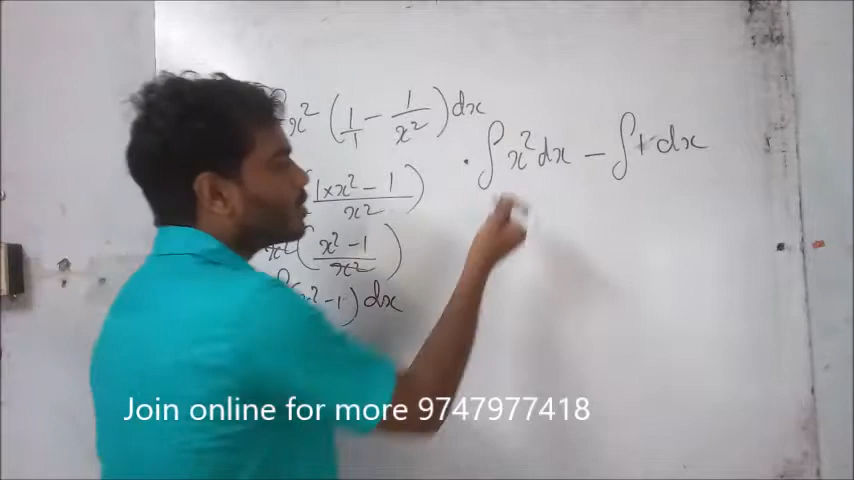 x² (1/1 - 1/x²) dx
(1×x² - 1 / x²)
x² (x² - 1 / x²)
∫(x² - 1) dx
∫ x² dx - ∫ 1 dx
Join online for more 9747977418